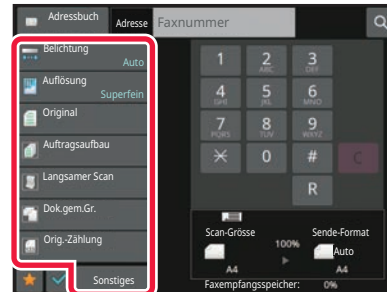 Adressbuch
Adresse
Faxnummer
Belichtung
Auto
Auflösung
Superfein
Original
Auftragsaufbau
Langsamer Scan
Dok.gem.Gr.
Orig.-Zählung
Sonstiges
1
2 ABC
3 DEF
4 GHI
5 JKL
6 MNO
7 PQRS
8 TUV
9 WXYZ
0
#
C
R
Scan-Grösse
Sende-Format
100%
Auto
A4
A4
Faxempfangsspeicher: 0%